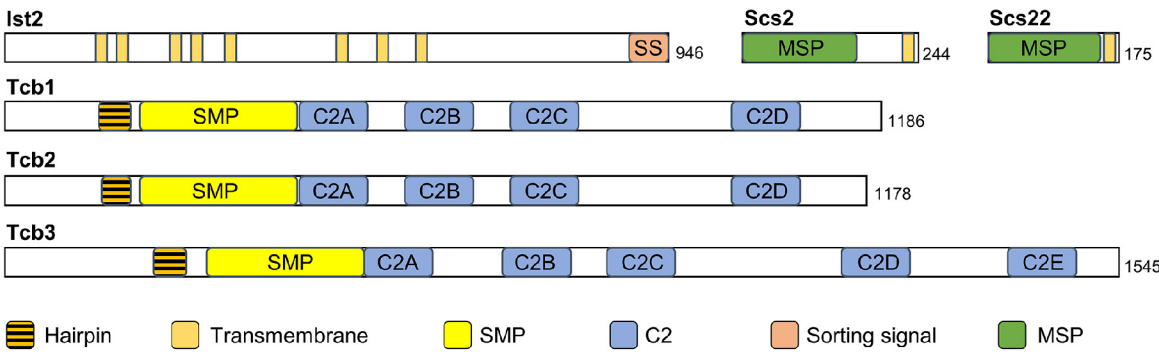 Ist2 Scs2 Scs22
SS 946 MSP 244 MSP 175
Tcb1
SMP C2A C2B C2C C2D 1186
Tcb2
SMP C2A C2B C2C C2D 1178
Tcb3
SMP C2A C2B C2C C2D C2E 1545
Hairpin Transmembrane SMP C2 Sorting signal MSP